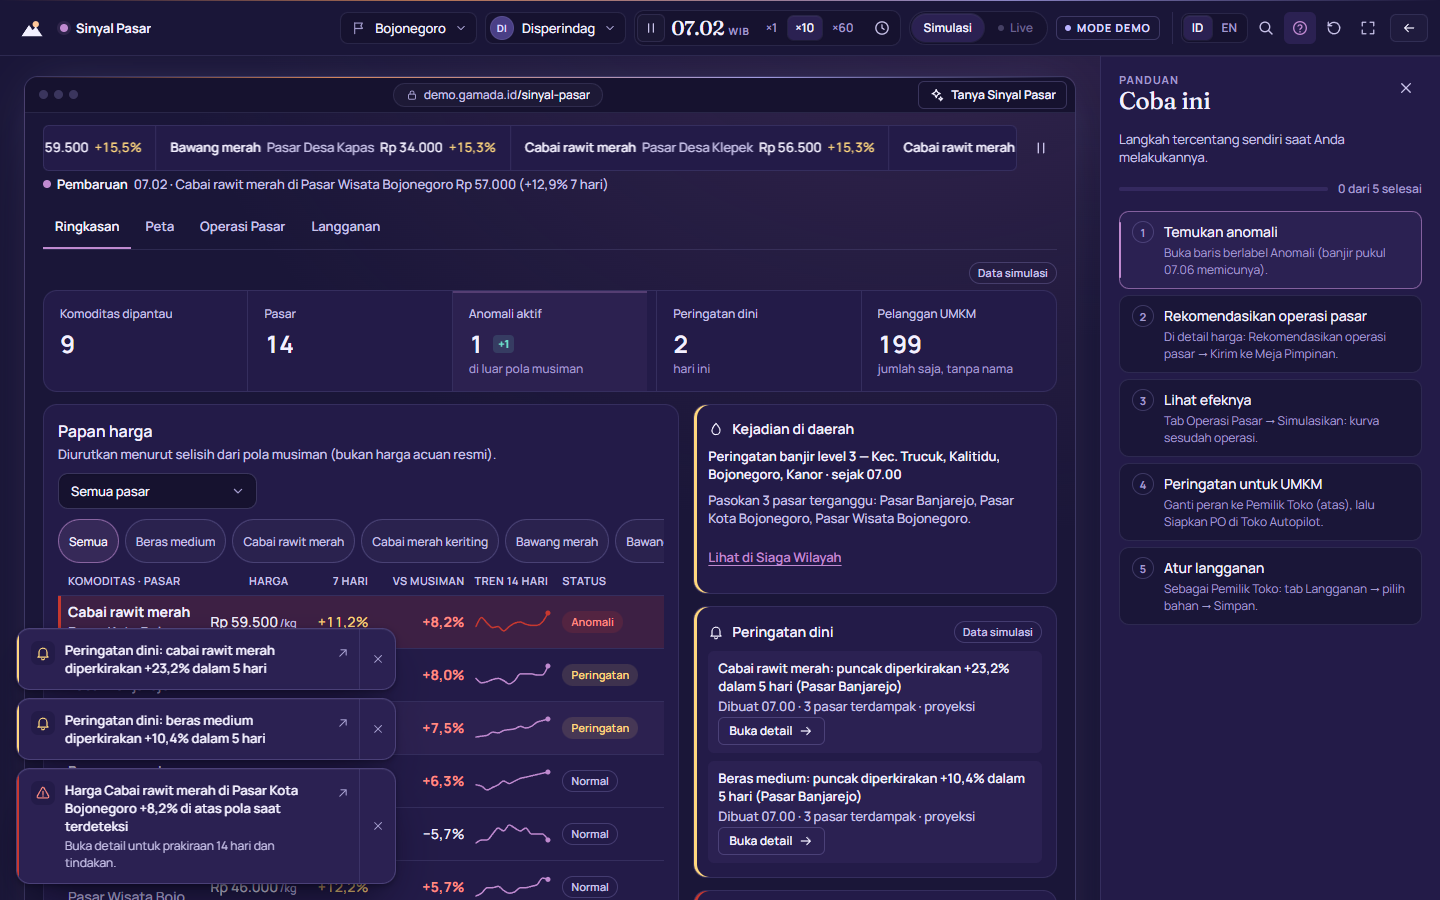 Sinyal Pasar
Bojonegoro
DI Disperindag
07.02 WIB
×1 ×10 ×60
Simulasi Live
MODE DEMO
ID EN
demo.gamada.id/sinyal-pasar
Tanya Sinyal Pasar
59.500 +15,5%
Bawang merah Pasar Desa Kapas Rp 34.000 +15,3%
Cabai rawit merah Pasar Desa Klepek Rp 56.500 +15,3%
Cabai rawit merah
Pembaruan 07.02 · Cabai rawit merah di Pasar Wisata Bojonegoro Rp 57.000 (+12,9% 7 hari)
Ringkasan Peta Operasi Pasar Langganan
Data simulasi
Komoditas dipantau
9
Pasar
14
Anomali aktif
1 +1
di luar pola musiman
Peringatan dini
2
hari ini
Pelanggan UMKM
199
jumlah saja, tanpa nama
Papan harga
Diurutkan menurut selisih dari pola musiman (bukan harga acuan resmi).
Semua pasar
Semua Beras medium Cabai rawit merah Cabai merah keriting Bawang merah Bawan
KOMODITAS · PASAR HARGA 7 HARI VS MUSIMAN TREN 14 HARI STATUS
Cabai rawit merah
Rp 59.500 /kg +11,2% +8,2% Anomali
+8,0% Peringatan
+7,5% Peringatan
+6,3% Normal
−5,7% Normal
Pasar Wisata Bojo Rp 46.000 /kg +12,2% +5,7% Normal
Peringatan dini: cabai rawit merah
diperkirakan +23,2% dalam 5 hari
Peringatan dini: beras medium
diperkirakan +10,4% dalam 5 hari
Harga Cabai rawit merah di Pasar Kota
Bojonegoro +8,2% di atas pola saat
terdeteksi
Buka detail untuk prakiraan 14 hari dan
tindakan.
Kejadian di daerah
Peringatan banjir level 3 — Kec. Trucuk, Kalitidu,
Bojonegoro, Kanor · sejak 07.00
Pasokan 3 pasar terganggu: Pasar Banjarejo, Pasar
Kota Bojonegoro, Pasar Wisata Bojonegoro.
Lihat di Siaga Wilayah
Peringatan dini
Data simulasi
Cabai rawit merah: puncak diperkirakan +23,2%
dalam 5 hari (Pasar Banjarejo)
Dibuat 07.00 · 3 pasar terdampak · proyeksi
Buka detail →
Beras medium: puncak diperkirakan +10,4% dalam
5 hari (Pasar Banjarejo)
Dibuat 07.00 · 3 pasar terdampak · proyeksi
Buka detail →
PANDUAN
Coba ini
Langkah tercentang sendiri saat Anda
melakukannya.
0 dari 5 selesai
1 Temukan anomali
Buka baris berlabel Anomali (banjir pukul
07.06 memicunya).
2 Rekomendasikan operasi pasar
Di detail harga: Rekomendasikan operasi
pasar → Kirim ke Meja Pimpinan.
3 Lihat efeknya
Tab Operasi Pasar → Simulasikan: kurva
sesudah operasi.
4 Peringatan untuk UMKM
Ganti peran ke Pemilik Toko (atas), lalu
Siapkan PO di Toko Autopilot.
5 Atur langganan
Sebagai Pemilik Toko: tab Langganan → pilih
bahan → Simpan.